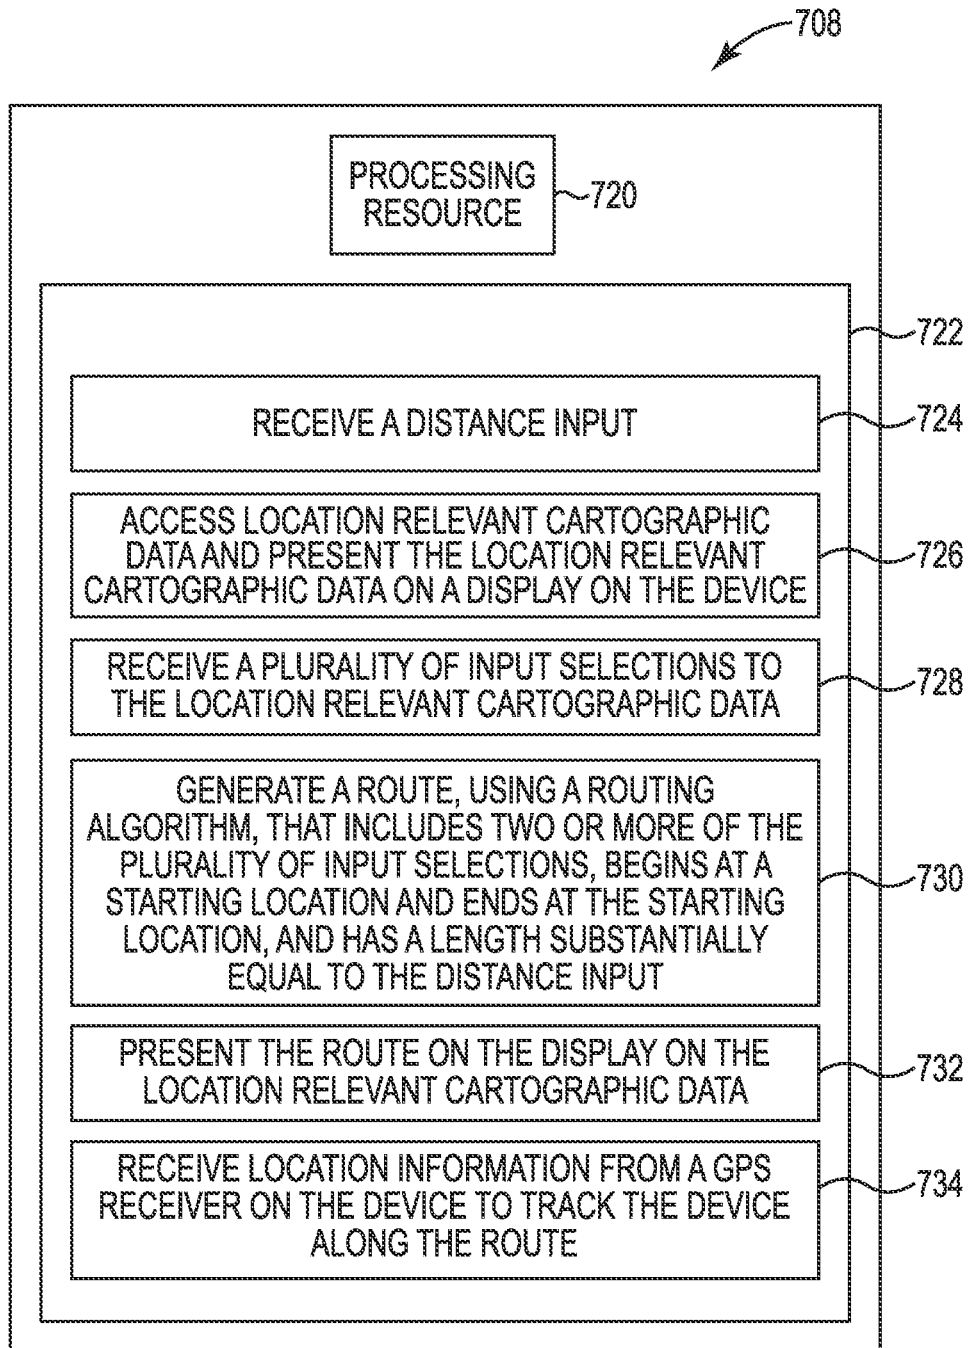 708
PROCESSING
RESOURCE
720
722
RECEIVE A DISTANCE INPUT
724
ACCESS LOCATION RELEVANT CARTOGRAPHIC
DATA AND PRESENT THE LOCATION RELEVANT
CARTOGRAPHIC DATA ON A DISPLAY ON THE DEVICE
726
RECEIVE A PLURALITY OF INPUT SELECTIONS TO
THE LOCATION RELEVANT CARTOGRAPHIC DATA
728
GENERATE A ROUTE, USING A ROUTING
ALGORITHM, THAT INCLUDES TWO OR MORE OF THE
PLURALITY OF INPUT SELECTIONS, BEGINS AT A
STARTING LOCATION AND ENDS AT THE STARTING
LOCATION, AND HAS A LENGTH SUBSTANTIALLY
EQUAL TO THE DISTANCE INPUT
730
PRESENT THE ROUTE ON THE DISPLAY ON THE
LOCATION RELEVANT CARTOGRAPHIC DATA
732
RECEIVE LOCATION INFORMATION FROM A GPS
RECEIVER ON THE DEVICE TO TRACK THE DEVICE
ALONG THE ROUTE
734